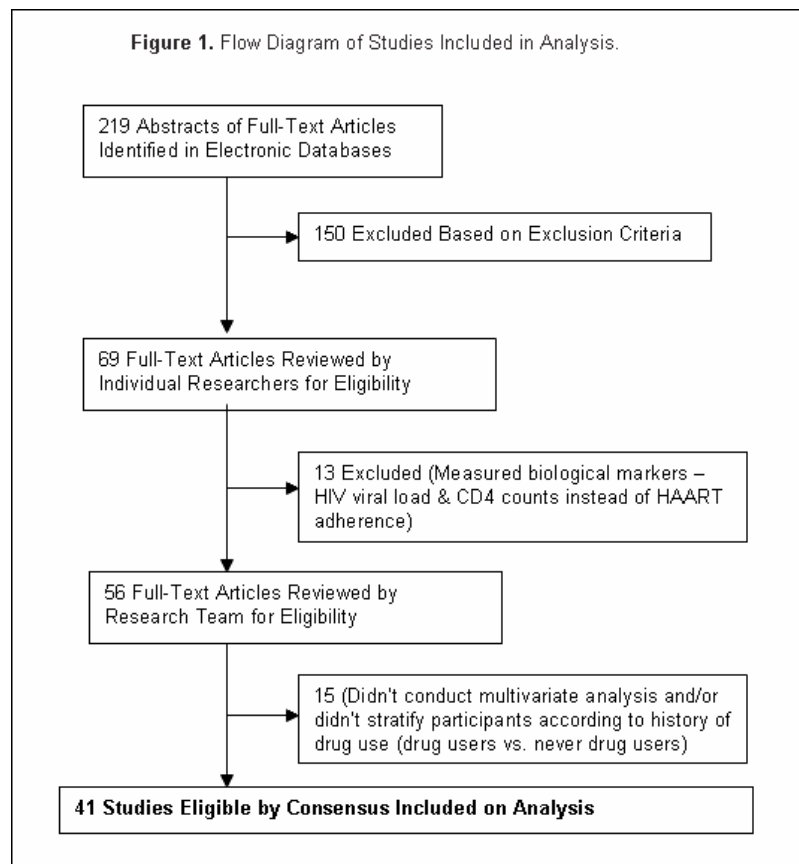 Figure 1. Flow Diagram of Studies Included in Analysis.
219 Abstracts of Full-Text Articles
Identified in Electronic Databases
150 Excluded Based on Exclusion Criteria
69 Full-Text Articles Reviewed by
Individual Researchers for Eligibility
13 Excluded (Measured biological markers –
HIV viral load & CD4 counts instead of HAART
adherence)
56 Full-Text Articles Reviewed by
Research Team for Eligibility
15 (Didn't conduct multivariate analysis and/or
didn't stratify participants according to history of
drug use (drug users vs. never drug users)
41 Studies Eligible by Consensus Included on Analysis